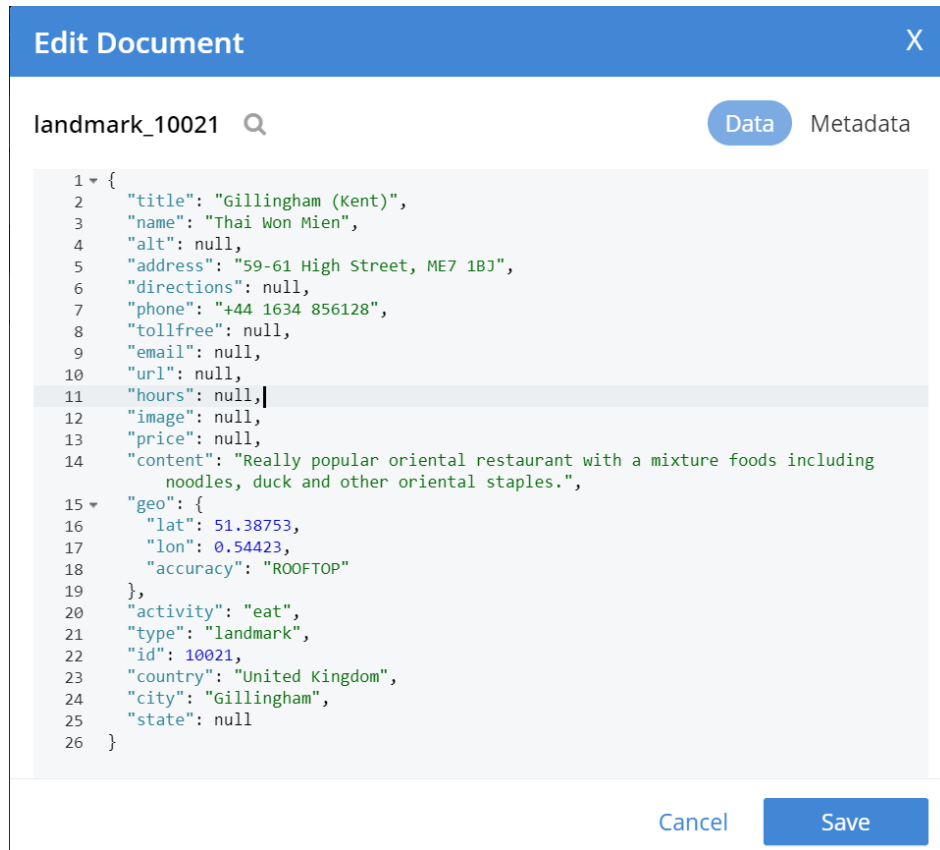 Edit Document X
landmark_10021 Data Metadata
1 {
2 "title": "Gillingham (Kent)",
3 "name": "Thai Won Mien",
4 "alt": null,
5 "address": "59-61 High Street, ME7 1BJ",
6 "directions": null,
7 "phone": "+44 1634 856128",
8 "tollfree": null,
9 "email": null,
10 "url": null,
11 "hours": null,
12 "image": null,
13 "price": null,
14 "content": "Really popular oriental restaurant with a mixture foods including
noodles, duck and other oriental staples.",
15 "geo": {
16 "lat": 51.38753,
17 "lon": 0.54423,
18 "accuracy": "ROOFTOP"
19 },
20 "activity": "eat",
21 "type": "landmark",
22 "id": 10021,
23 "country": "United Kingdom",
24 "city": "Gillingham",
25 "state": null
26 }
Cancel Save